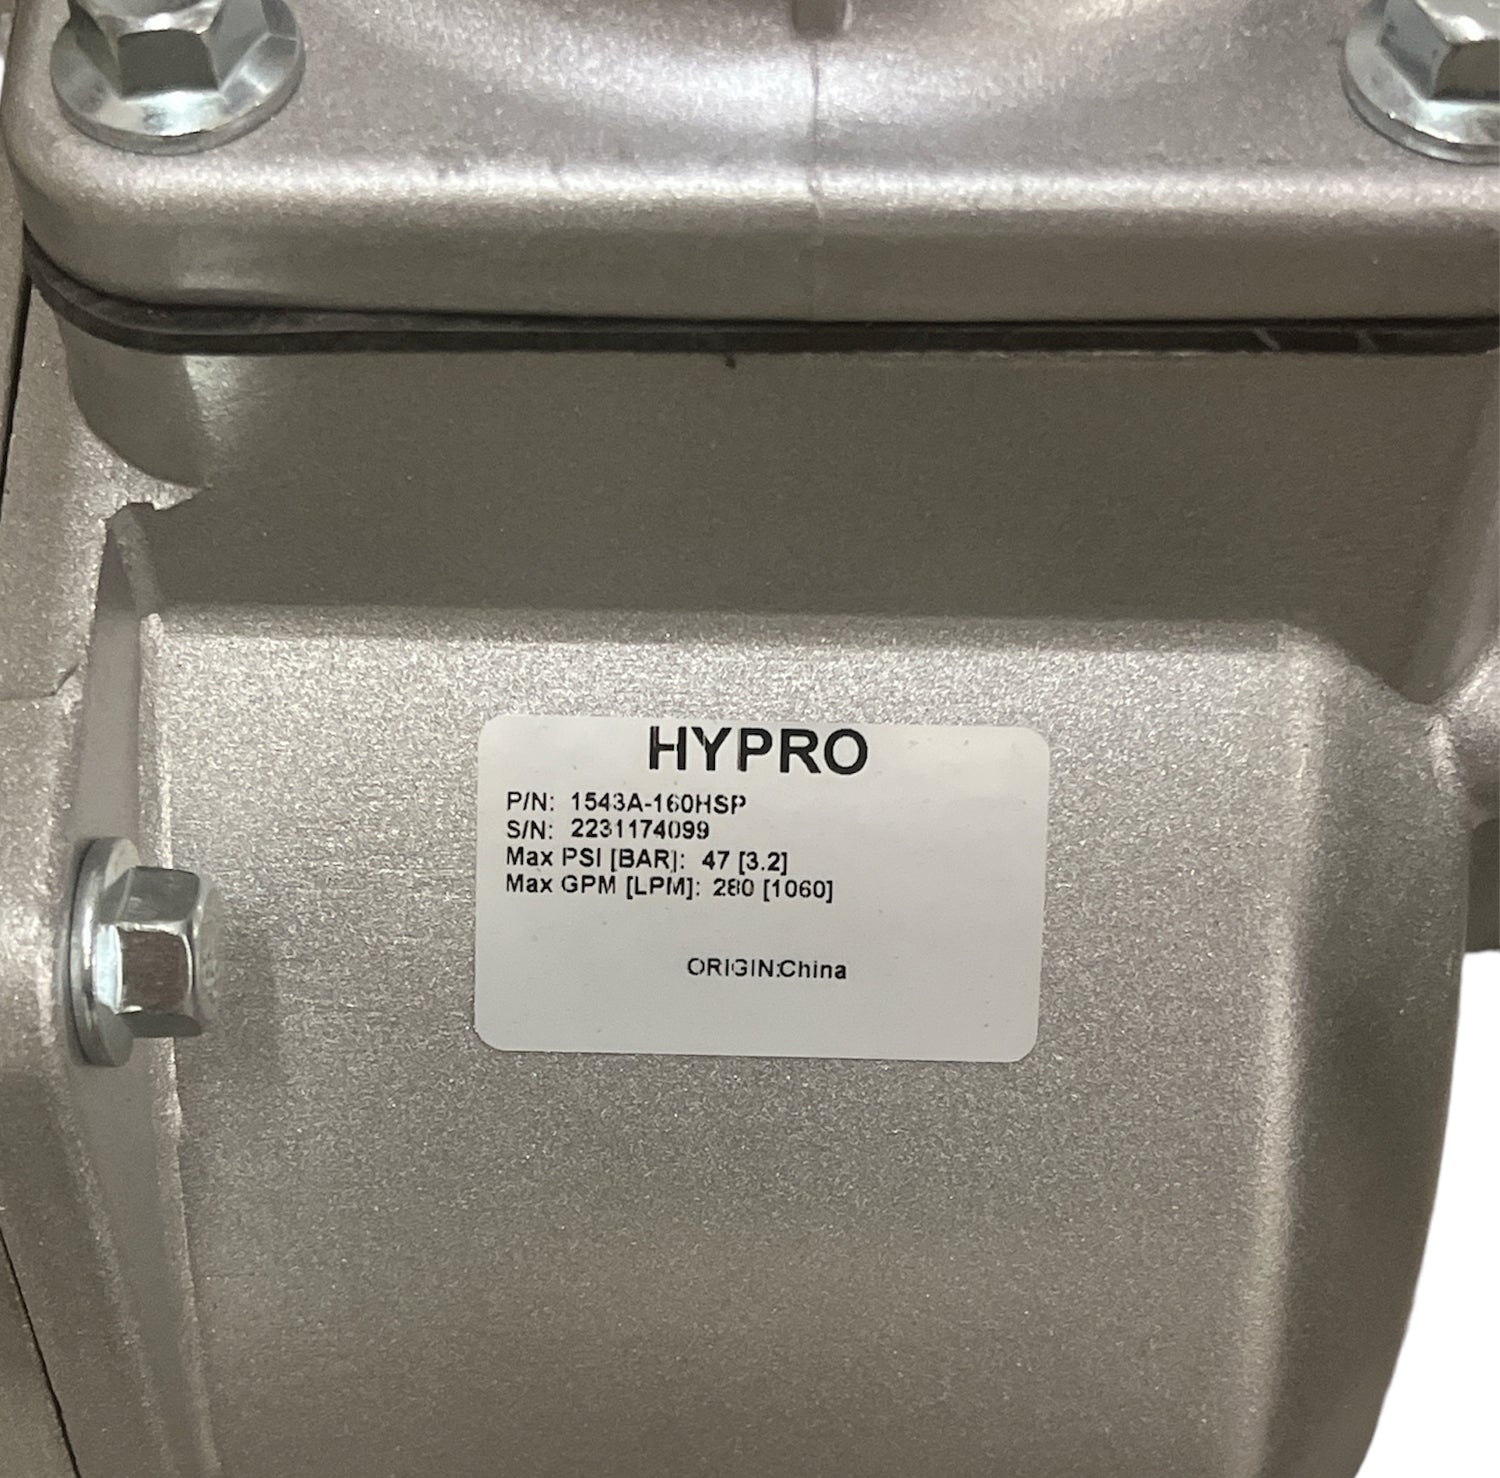 HYPRO
P/N: 1543A-160HSP
S/N: 2231174099
Max PSI [BAR]: 47 [3.2]
Max GPM [LPM]: 280 [1060]
ORIGIN:China